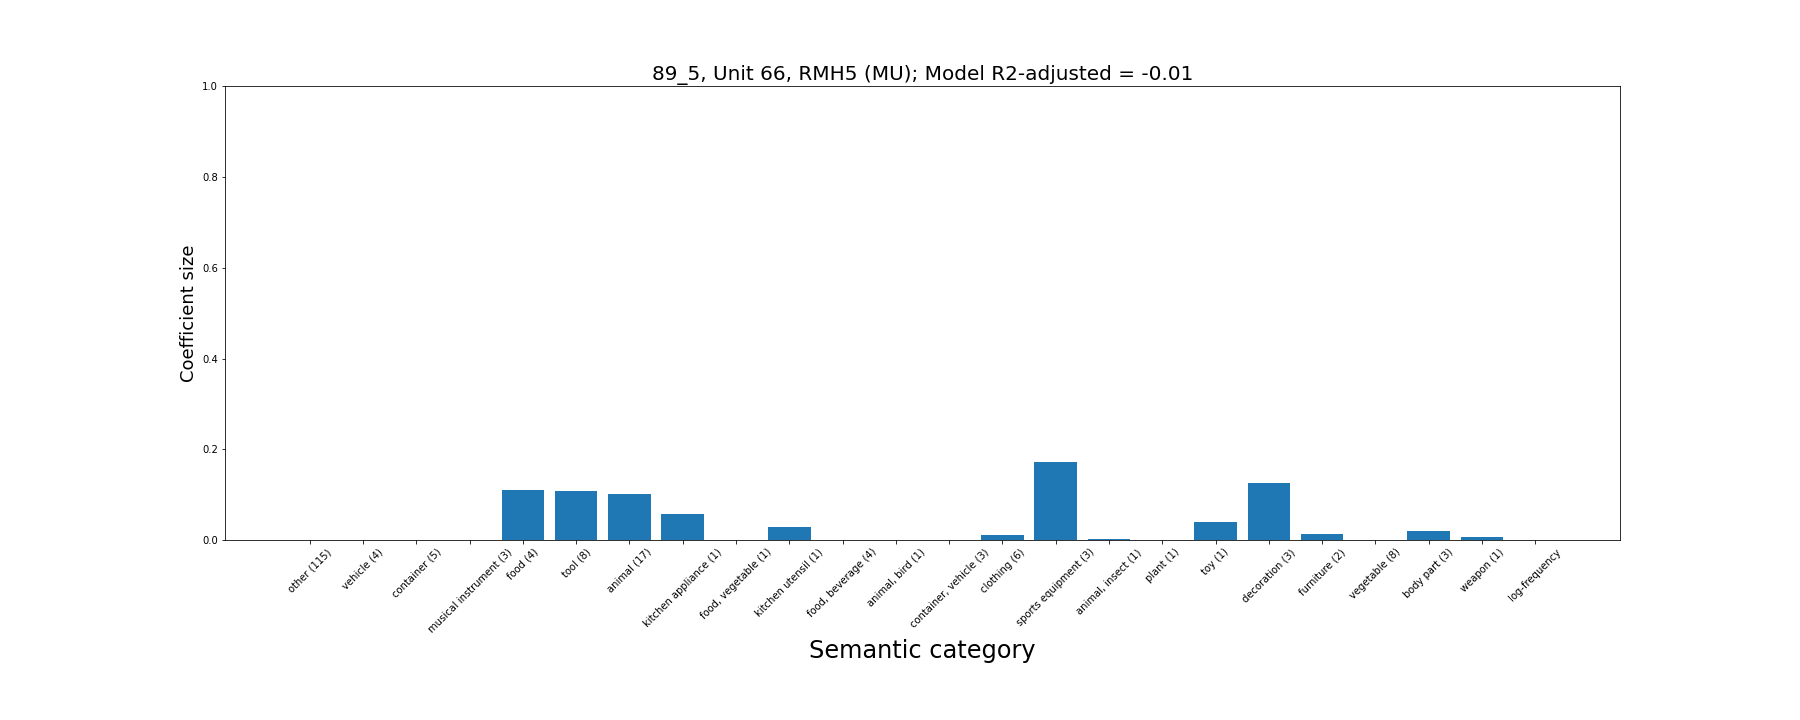 89_5, Unit 66, RMH5 (MU); Model R2-adjusted = -0.01
Coefficient size
1.0
0.8
0.6
0.4
0.2
0.0
other (115)
vehicle (4)
container (5)
musical instrument (3)
food (4)
tool (8)
animal (17)
kitchen appliance (1)
food, vegetable (1)
kitchen utensil (1)
food, beverage (4)
animal, bird (1)
container, vehicle (3)
clothing (6)
sports equipment (3)
animal, insect (1)
plant (1)
toy (1)
decoration (3)
furniture (2)
vegetable (8)
body part (3)
weapon (1)
log-frequency
Semantic category